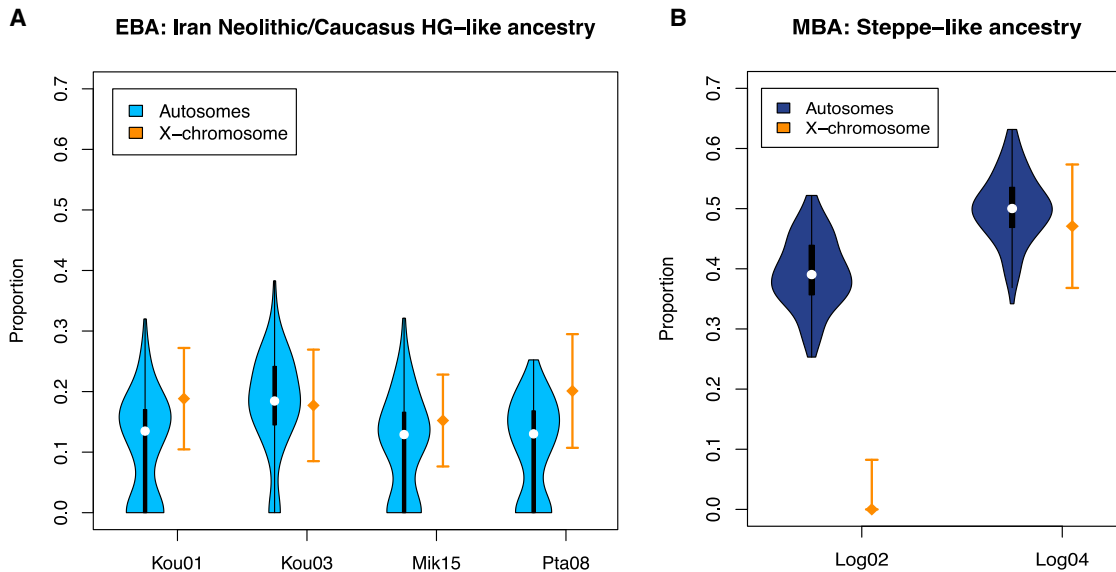 A
EBA: Iran Neolithic/Caucasus HG−like ancestry
Proportion
0.0
0.1
0.2
0.3
0.4
0.5
0.6
0.7
Autosomes
X−chromosome
Kou01
Kou03
Mik15
Pta08
B
MBA: Steppe−like ancestry
Proportion
0.0
0.1
0.2
0.3
0.4
0.5
0.6
0.7
Autosomes
X−chromosome
Log02
Log04